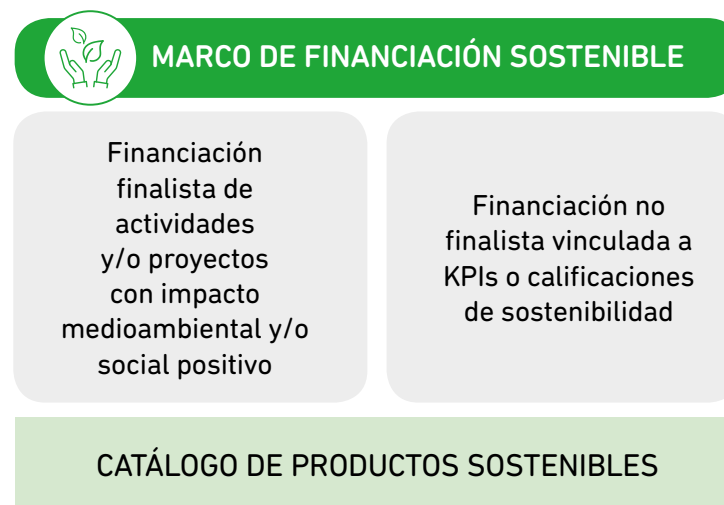 MARCO DE FINANCIACIÓN SOSTENIBLE
Financiación
finalista de
actividades
y/o proyectos
con impacto
medioambiental y/o
social positivo
Financiación no
finalista vinculada a
KPIs o calificaciones
de sostenibilidad
CATÁLOGO DE PRODUCTOS SOSTENIBLES